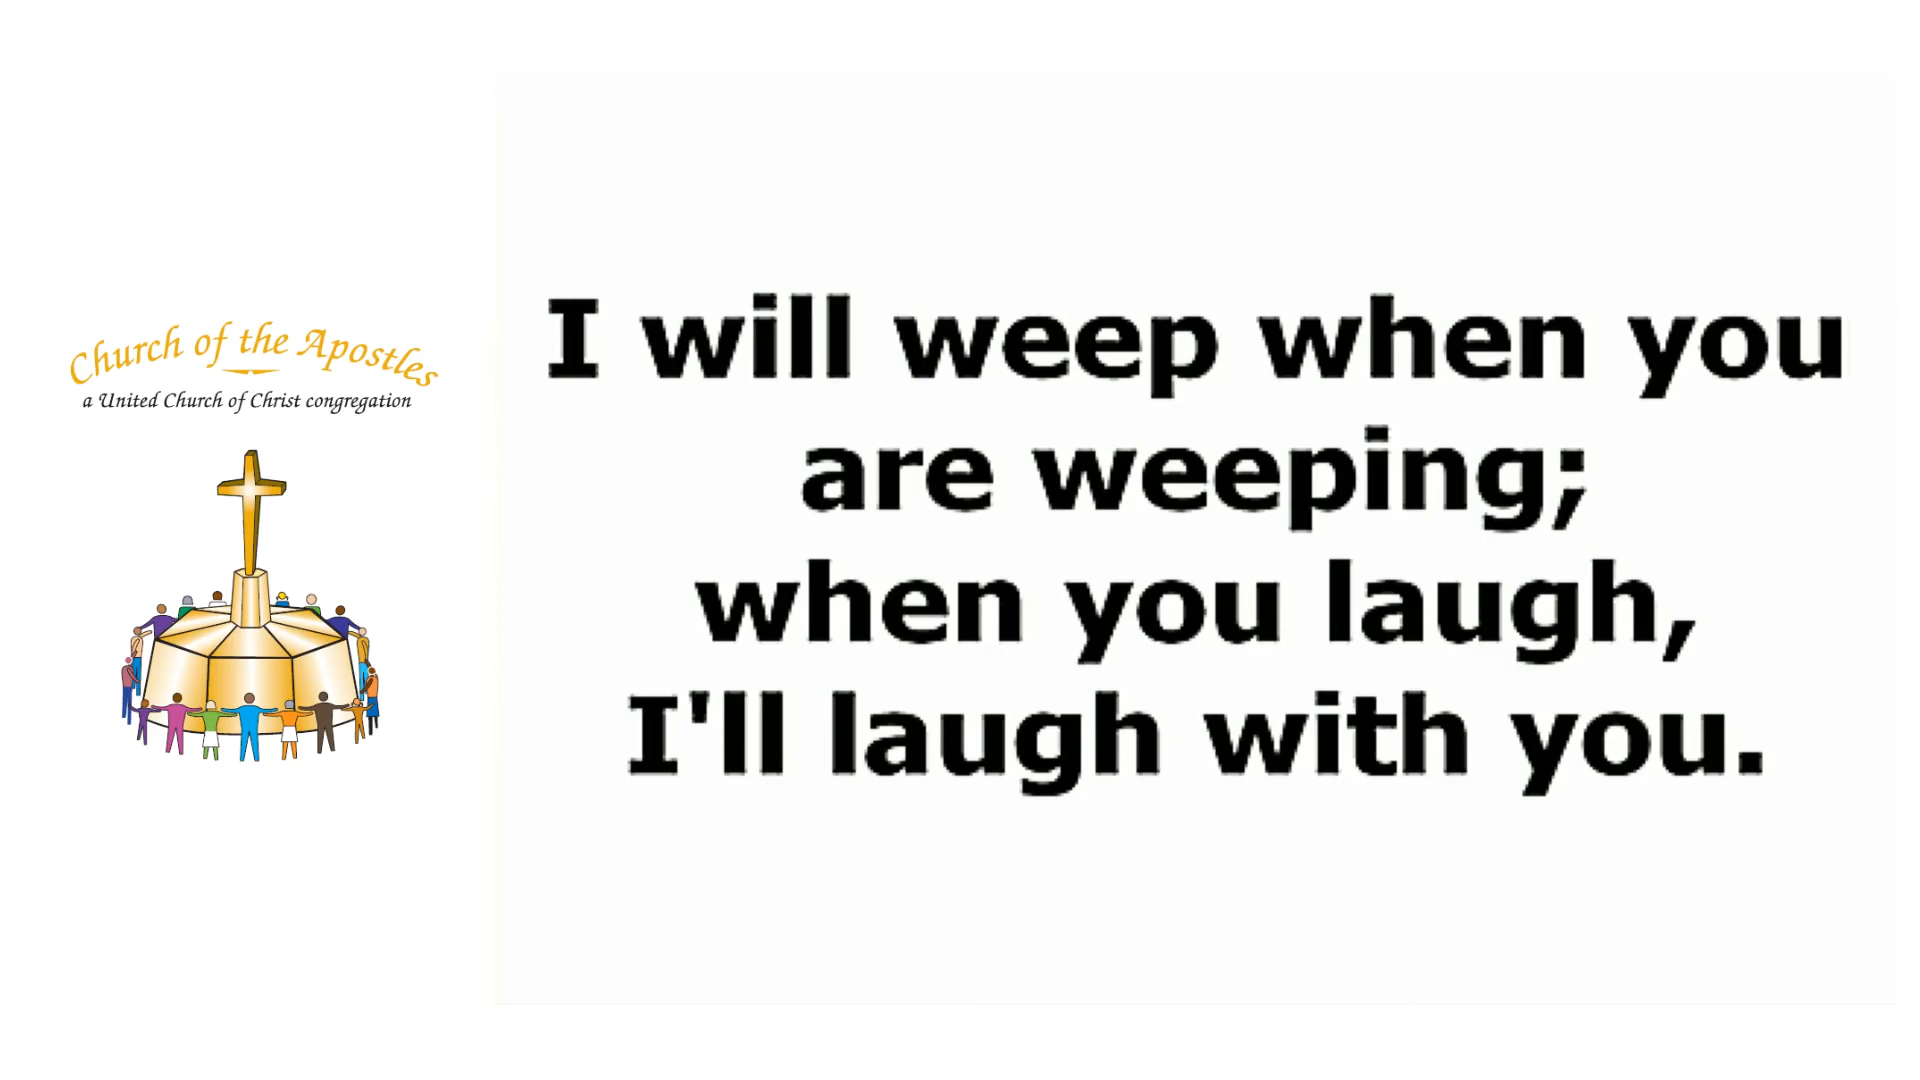 Church of the Apostles
a United Church of Christ congregation
I will weep when you
are weeping;
when you laugh,
I'll laugh with you.